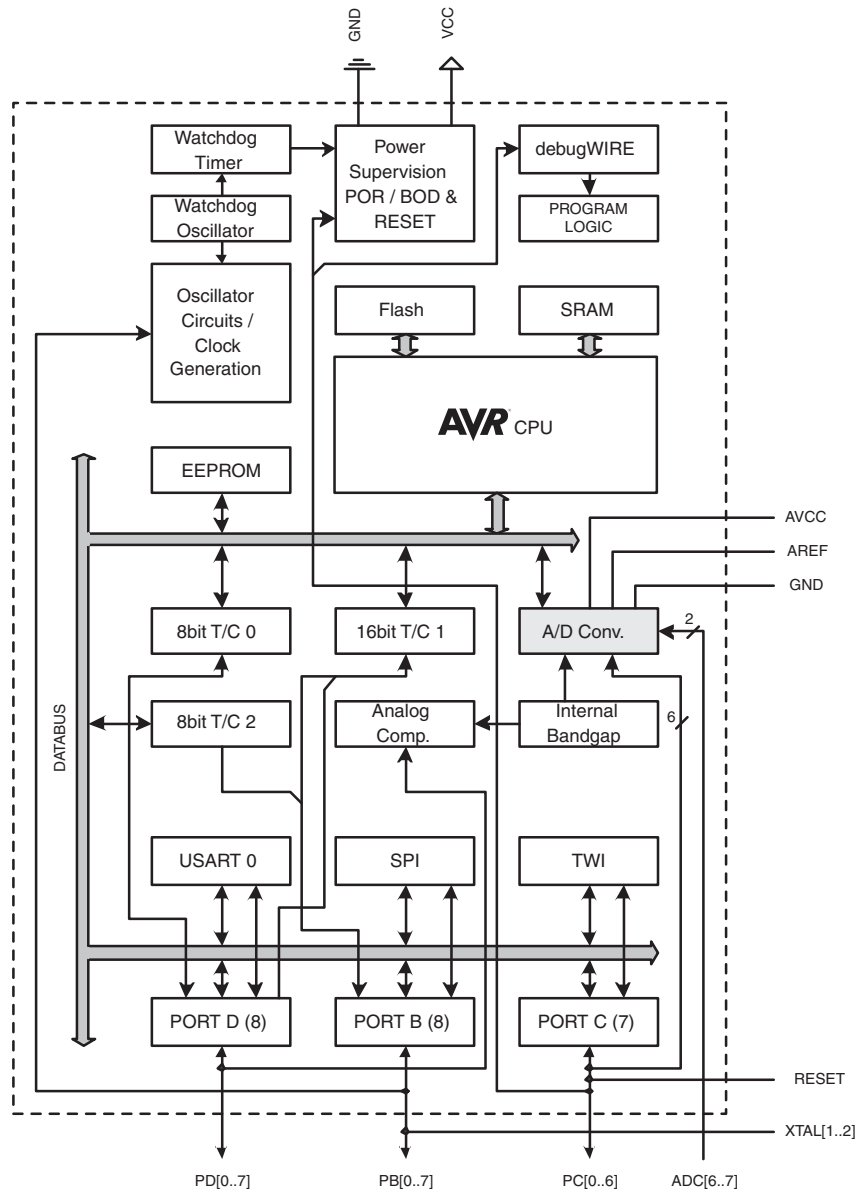 GND
VCC
Watchdog
Timer
Power
Supervision
POR / BOD &
RESET
debugWIRE
Watchdog
Oscillator
PROGRAM
LOGIC
Oscillator
Circuits /
Clock
Generation
Flash
SRAM
AVR CPU
EEPROM
AVCC
AREF
GND
8bit T/C 0
16bit T/C 1
A/D Conv.
2
DATABUS
8bit T/C 2
Analog
Comp.
Internal
Bandgap
6
USART 0
SPI
TWI
PORT D (8)
PORT B (8)
PORT C (7)
RESET
XTAL[1..2]
PD[0..7]
PB[0..7]
PC[0..6]
ADC[6..7]